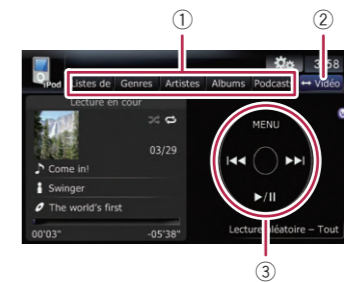 ① ②
3:58
iPod Listes de Genres Artistes Albums Podcast ↔ Vidéo
Lecture en cour
03/29
MENU
Come in!
Swinger
The world's first
00'03" -05'38"
Lecture aléatoire – Tout
③